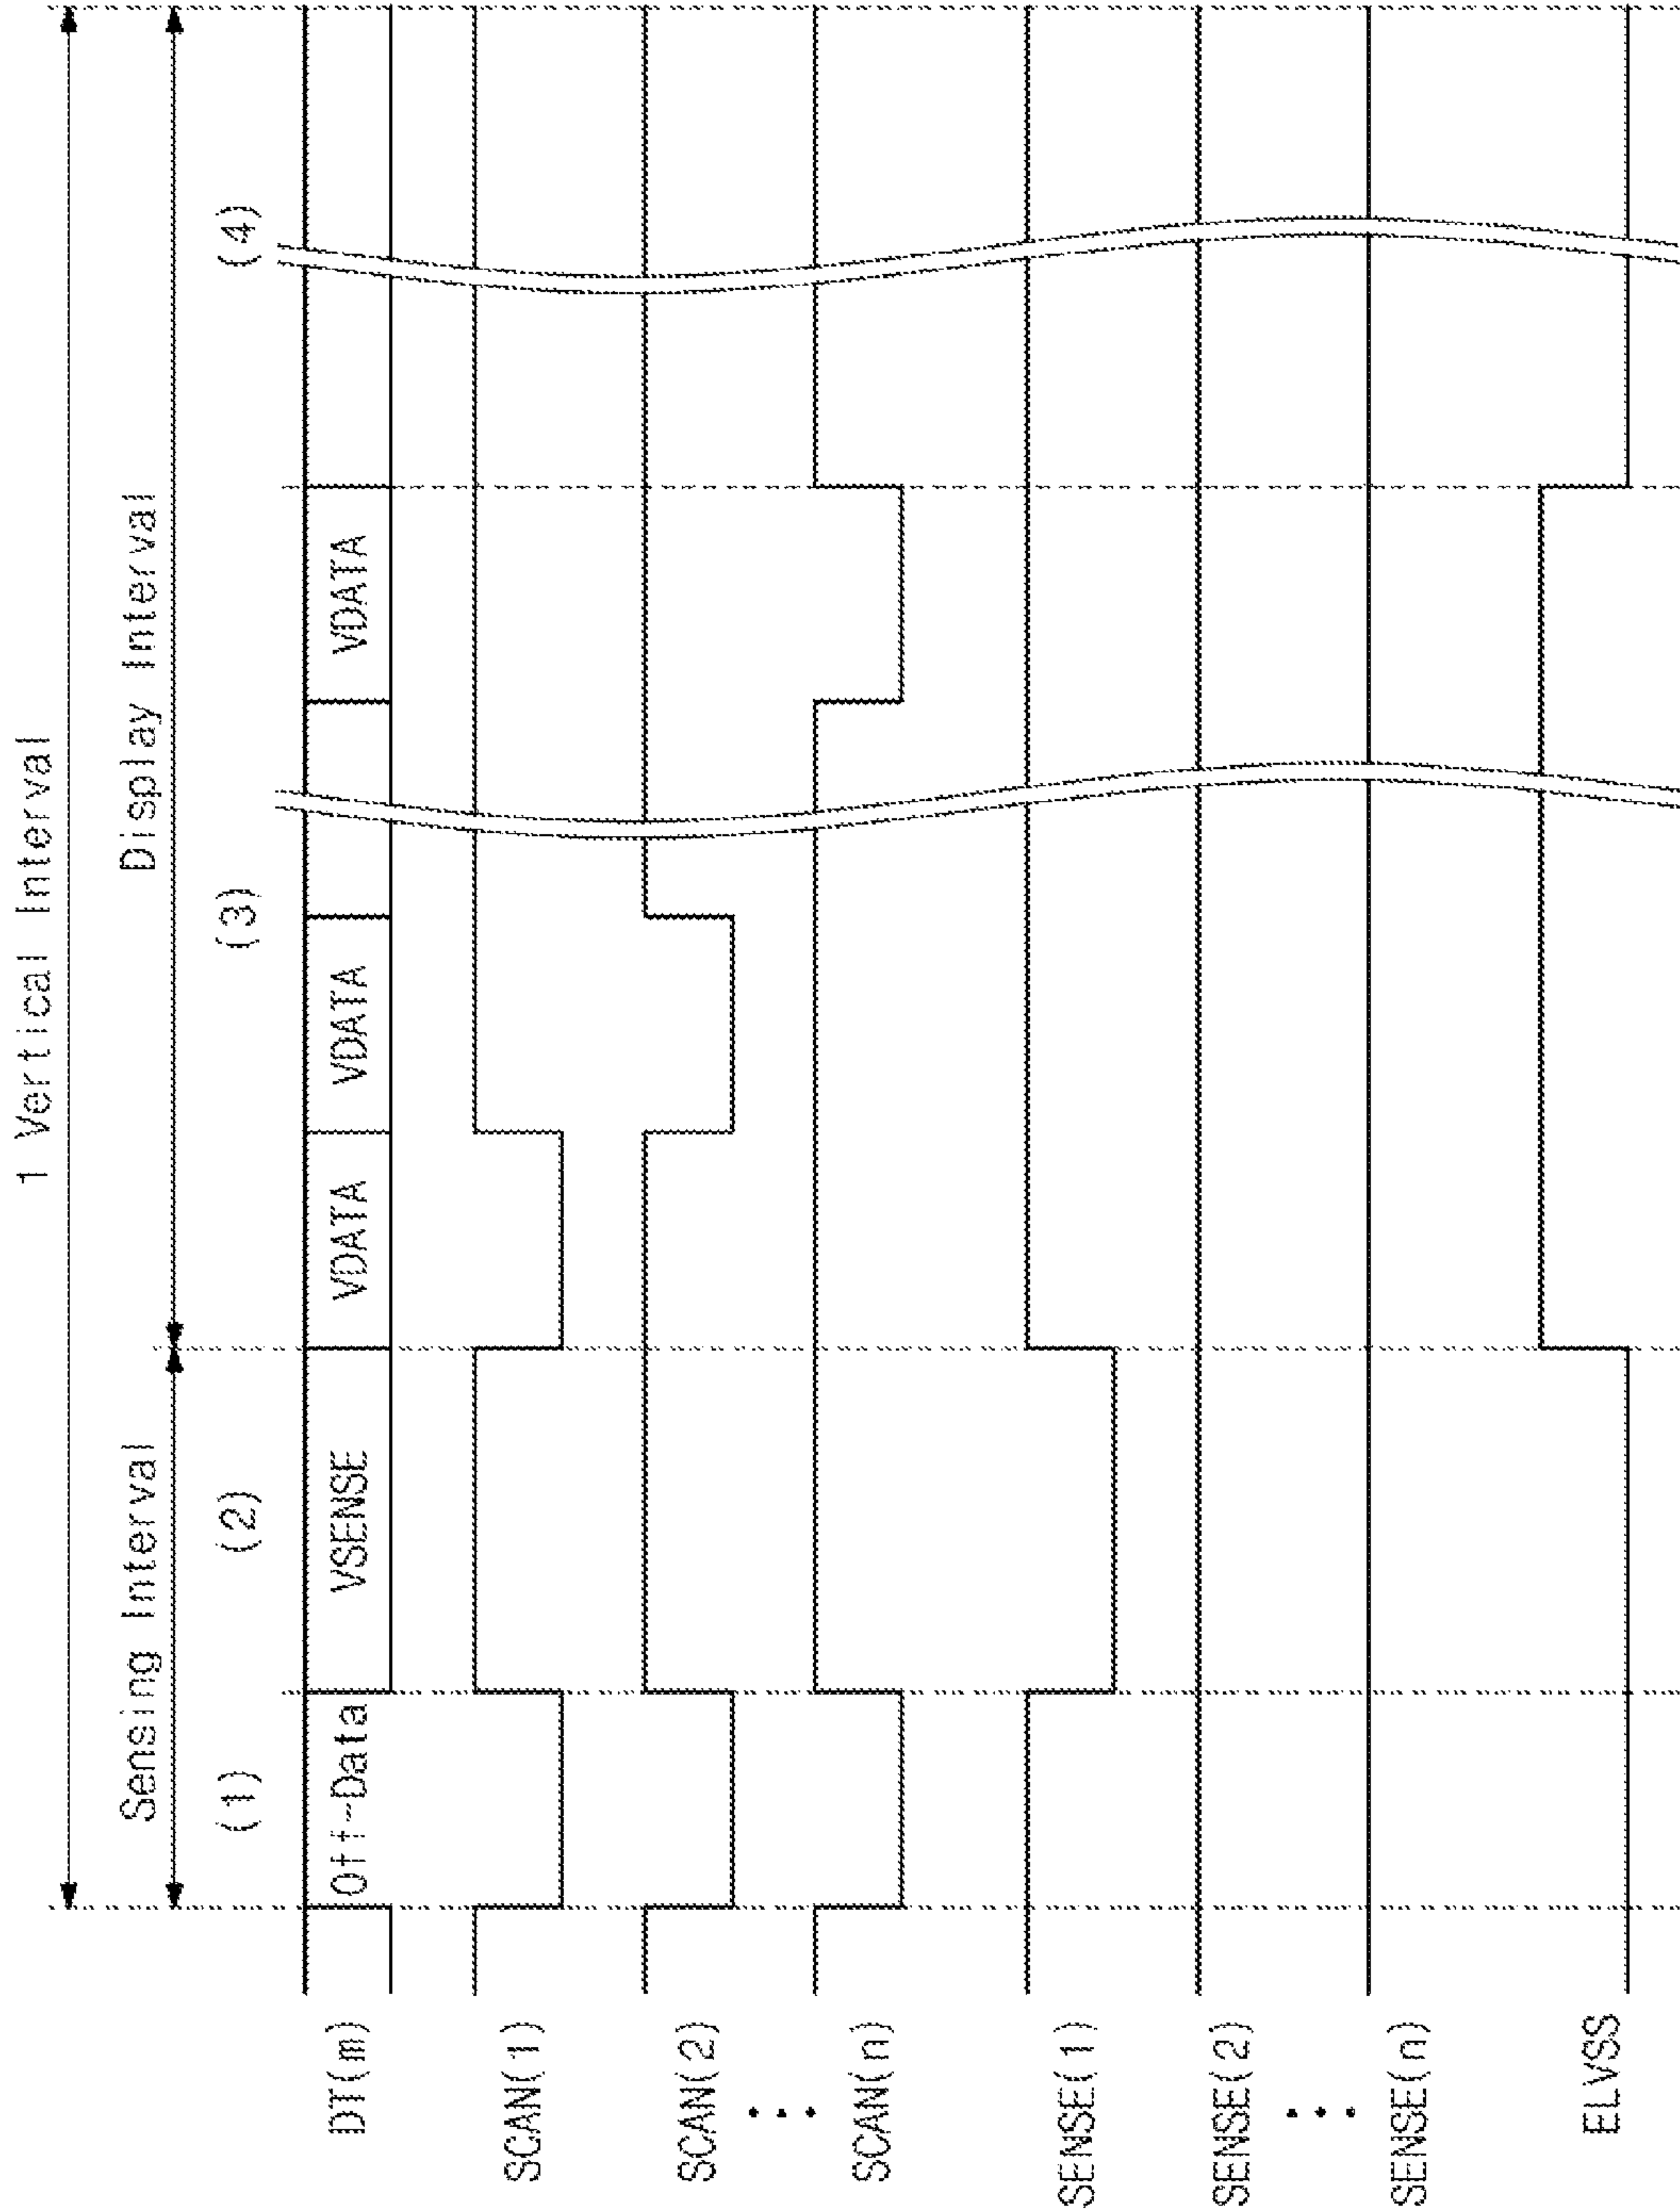 1 Vertical Interval
Sensing Interval
Display Interval
(1)
(2)
(3)
(4)
DT(m)
Off-Data
VSENSE
VDATA
VDATA
VDATA
SCAN(1)
SCAN(2)
SCAN(n)
SENSE(1)
SENSE(2)
SENSE(n)
ELVSS